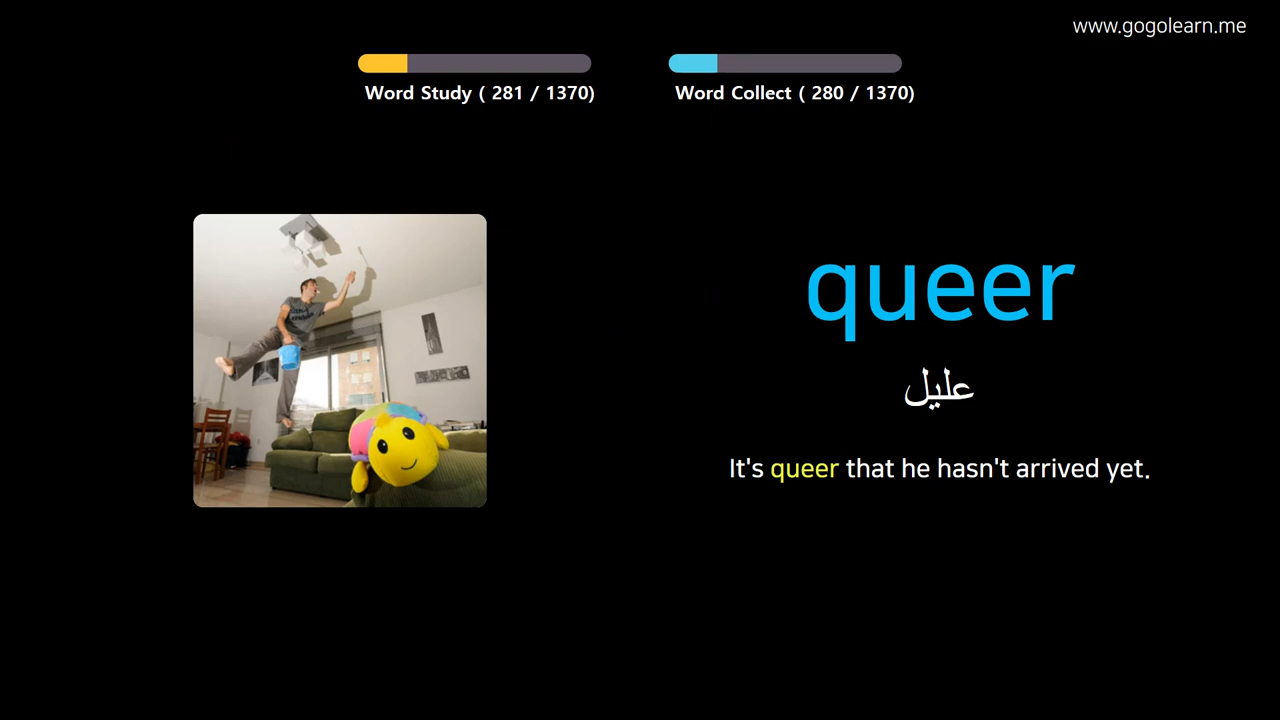 www.gogolearn.me
Word Study ( 281 / 1370)
Word Collect ( 280 / 1370)
queer
عليل
It's queer that he hasn't arrived yet.